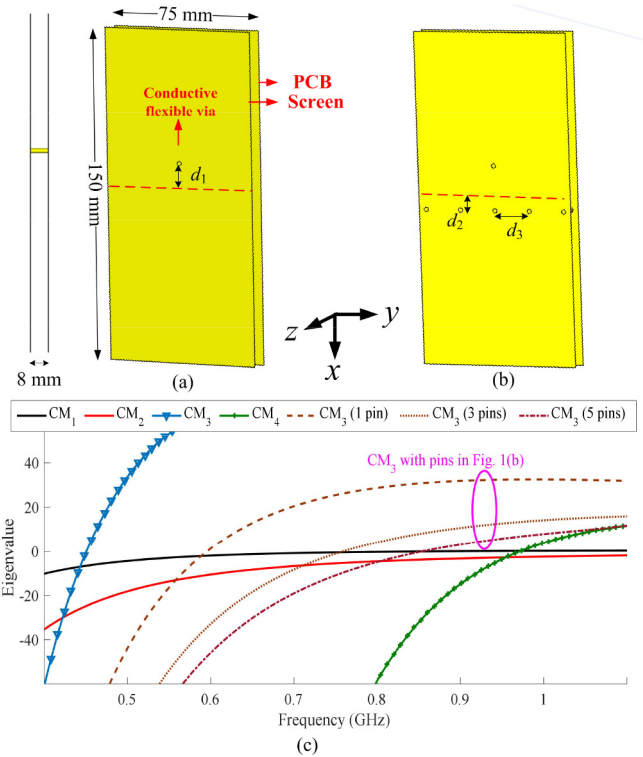 75 mm
PCB
Screen
Conductive
flexible via
d1
150 mm
8 mm
(a)
d2
d3
z
y
x
(b)
CM1 CM2 CM3 CM4 CM3 (1 pin) CM3 (3 pins) CM3 (5 pins)
CM3 with pins in Fig. 1(b)
Eigenvalue
40
20
0
-20
-40
0.5 0.6 0.7 0.8 0.9 1
Frequency (GHz)
(c)